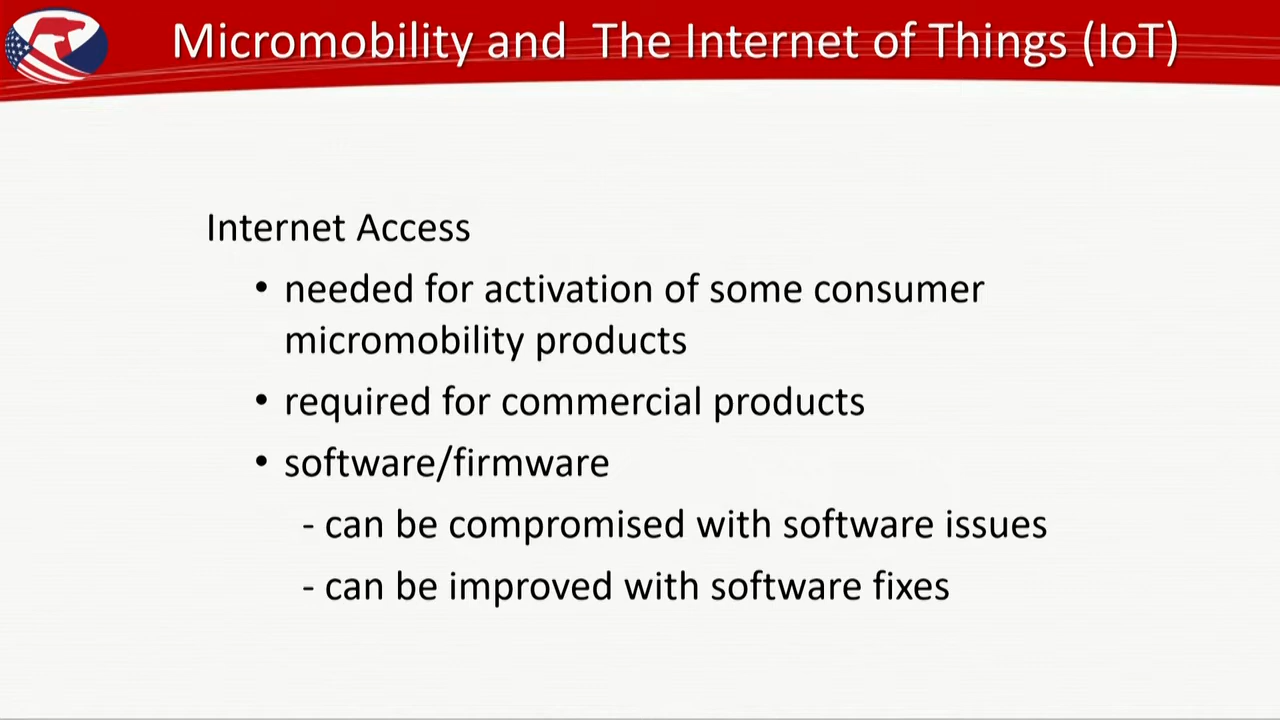 Micromobility and  The Internet of Things (IoT)
Internet Access
• needed for activation of some consumer
micromobility products
• required for commercial products
• software/firmware
- can be compromised with software issues
- can be improved with software fixes